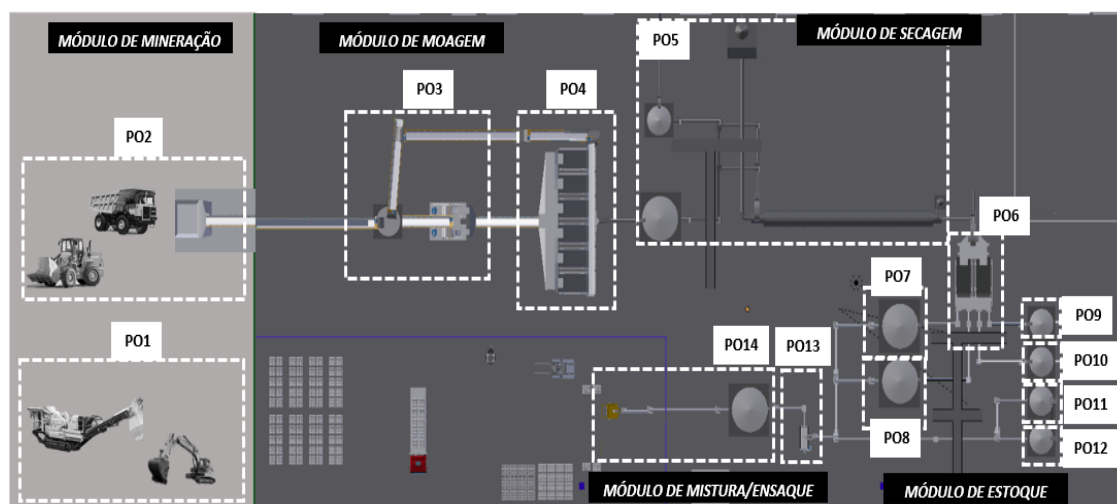 MÓDULO DE MINERAÇÃO
MÓDULO DE MOAGEM
MÓDULO DE SECAGEM
PO5
PO3
PO4
PO2
PO6
PO7
PO9
PO1
PO14
PO13
PO10
PO11
PO8
PO12
MÓDULO DE MISTURA/ENSAQUE
MÓDULO DE ESTOQUE